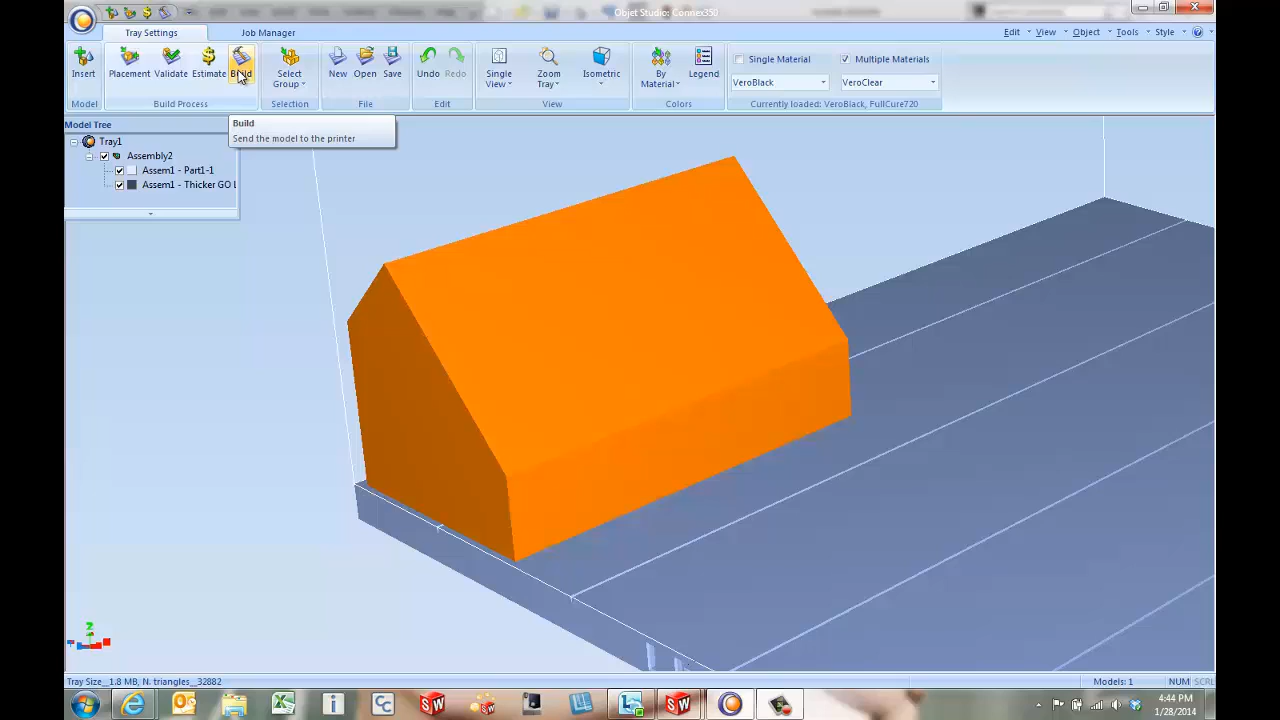 Objet Studio: Connex350
Tray Settings
Job Manager
Edit
View
Object
Tools
Style
Insert
Placement
Validate
Estimate
Build
Select
Group
New
Open
Save
Undo
Redo
Single
View
Zoom
Tray
Isometric
By
Material
Legend
Single Material
Multiple Materials
VeroBlack
VeroClear
Model
Build Process
Selection
File
Edit
View
Colors
Currently loaded: VeroBlack, FullCure720
Model Tree
Build
Send the model to the printer
Tray1
Assembly2
Assem1 - Part1-1
Assem1 - Thicker GO L
Z
Tray Size__1.8 MB, N. triangles__32882
Models: 1
NUM
SCRL
4:44 PM
1/28/2014